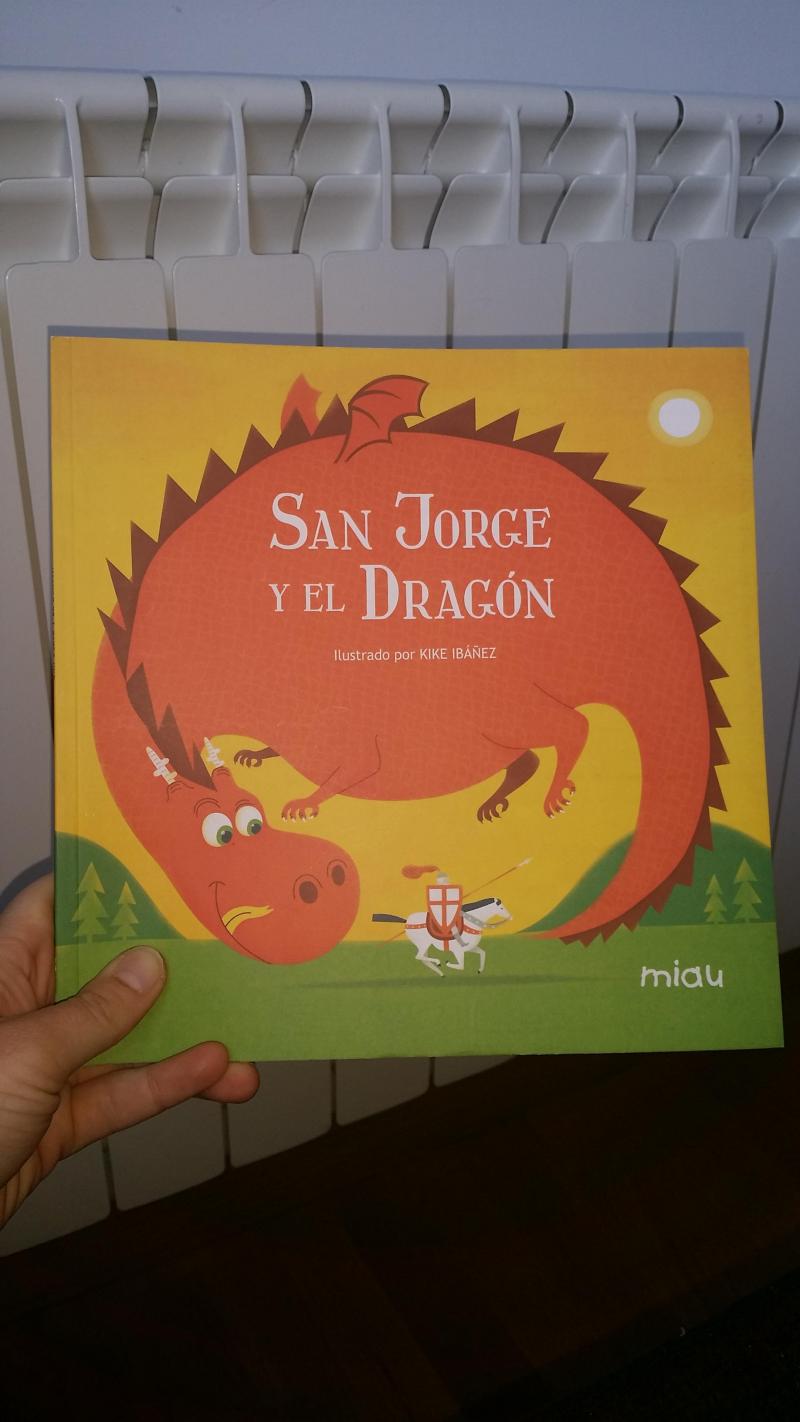 SAN JORGE
Y EL DRAGÓN
Ilustrado por KIKE IBÁÑEZ
miau